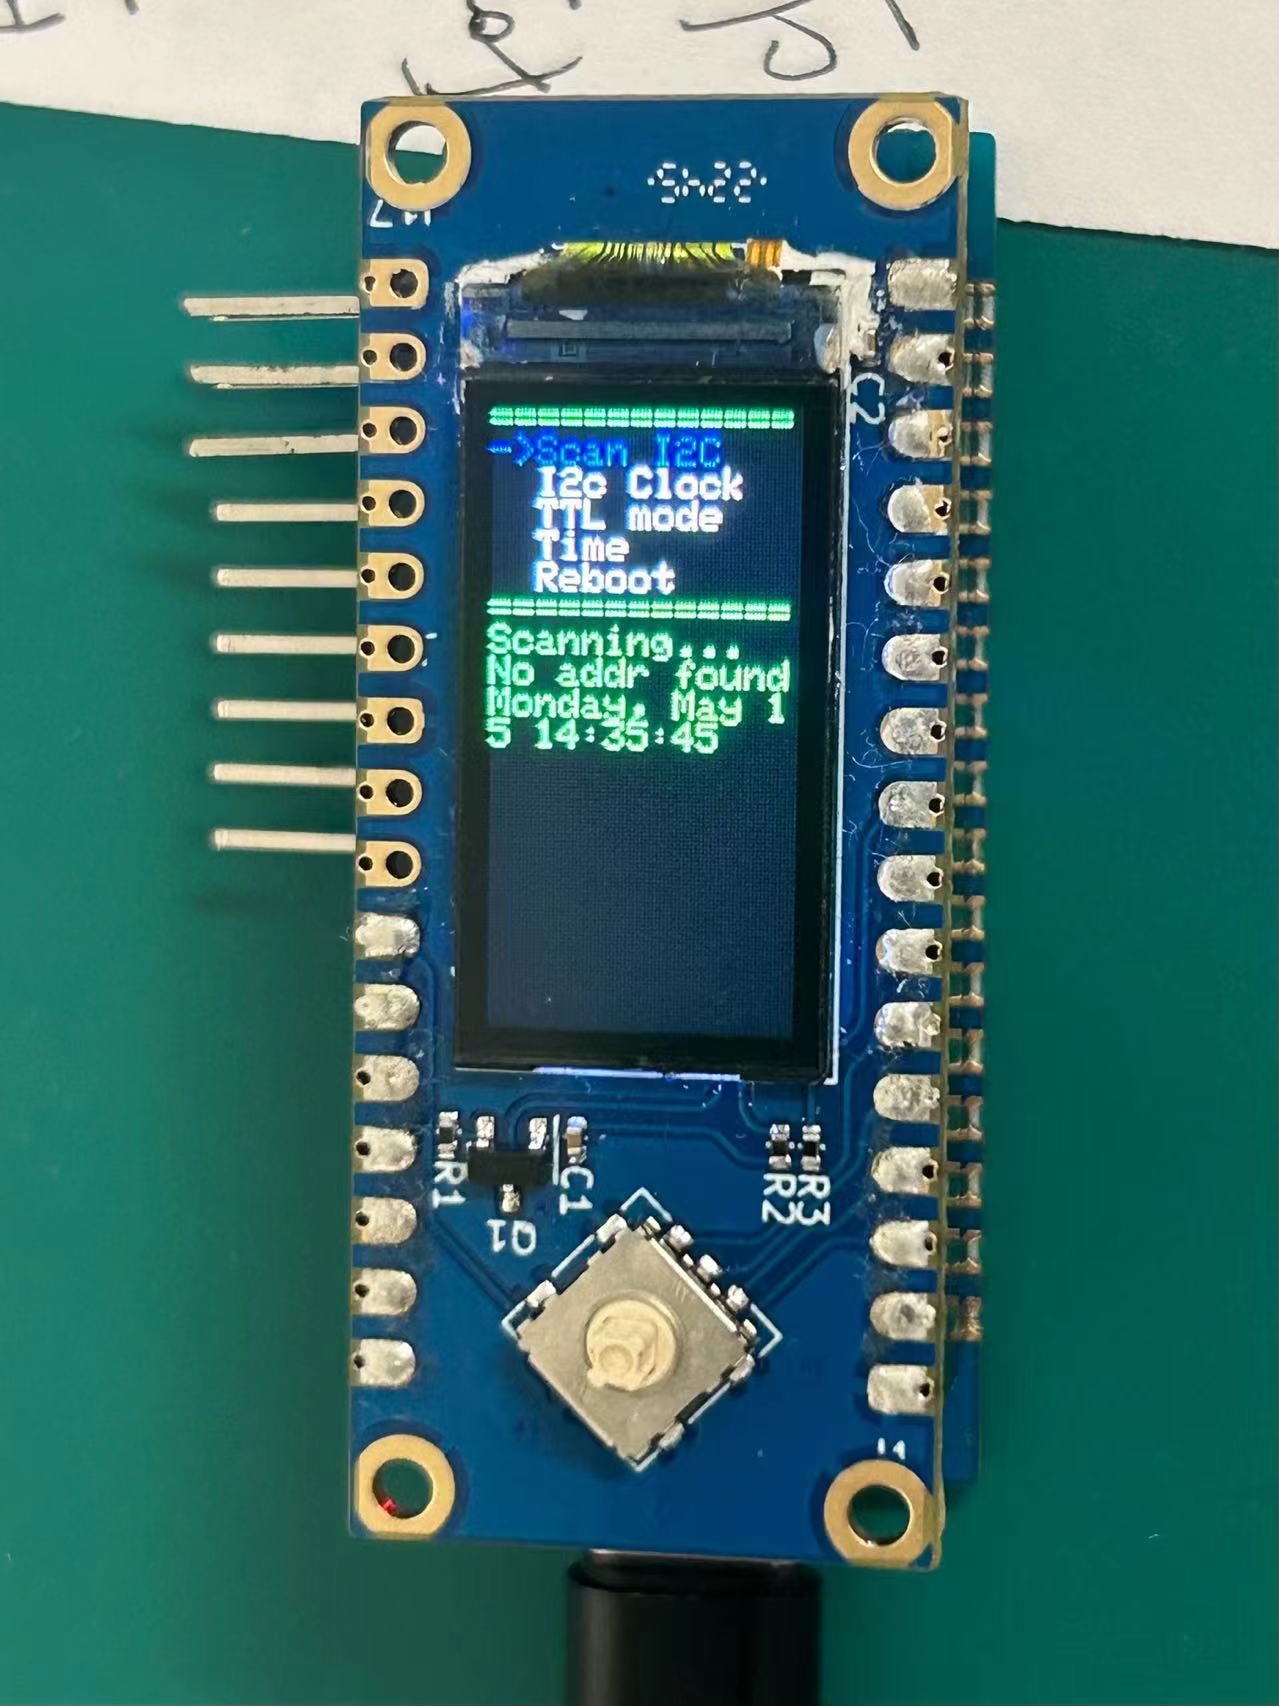 ============
->Scan I2C
I2c Clock
TTL mode
Time
Reboot
============
Scanning...
No addr found
Monday, May 1
5 14:35:45
C2
R1
C1
Q1
R2
R3